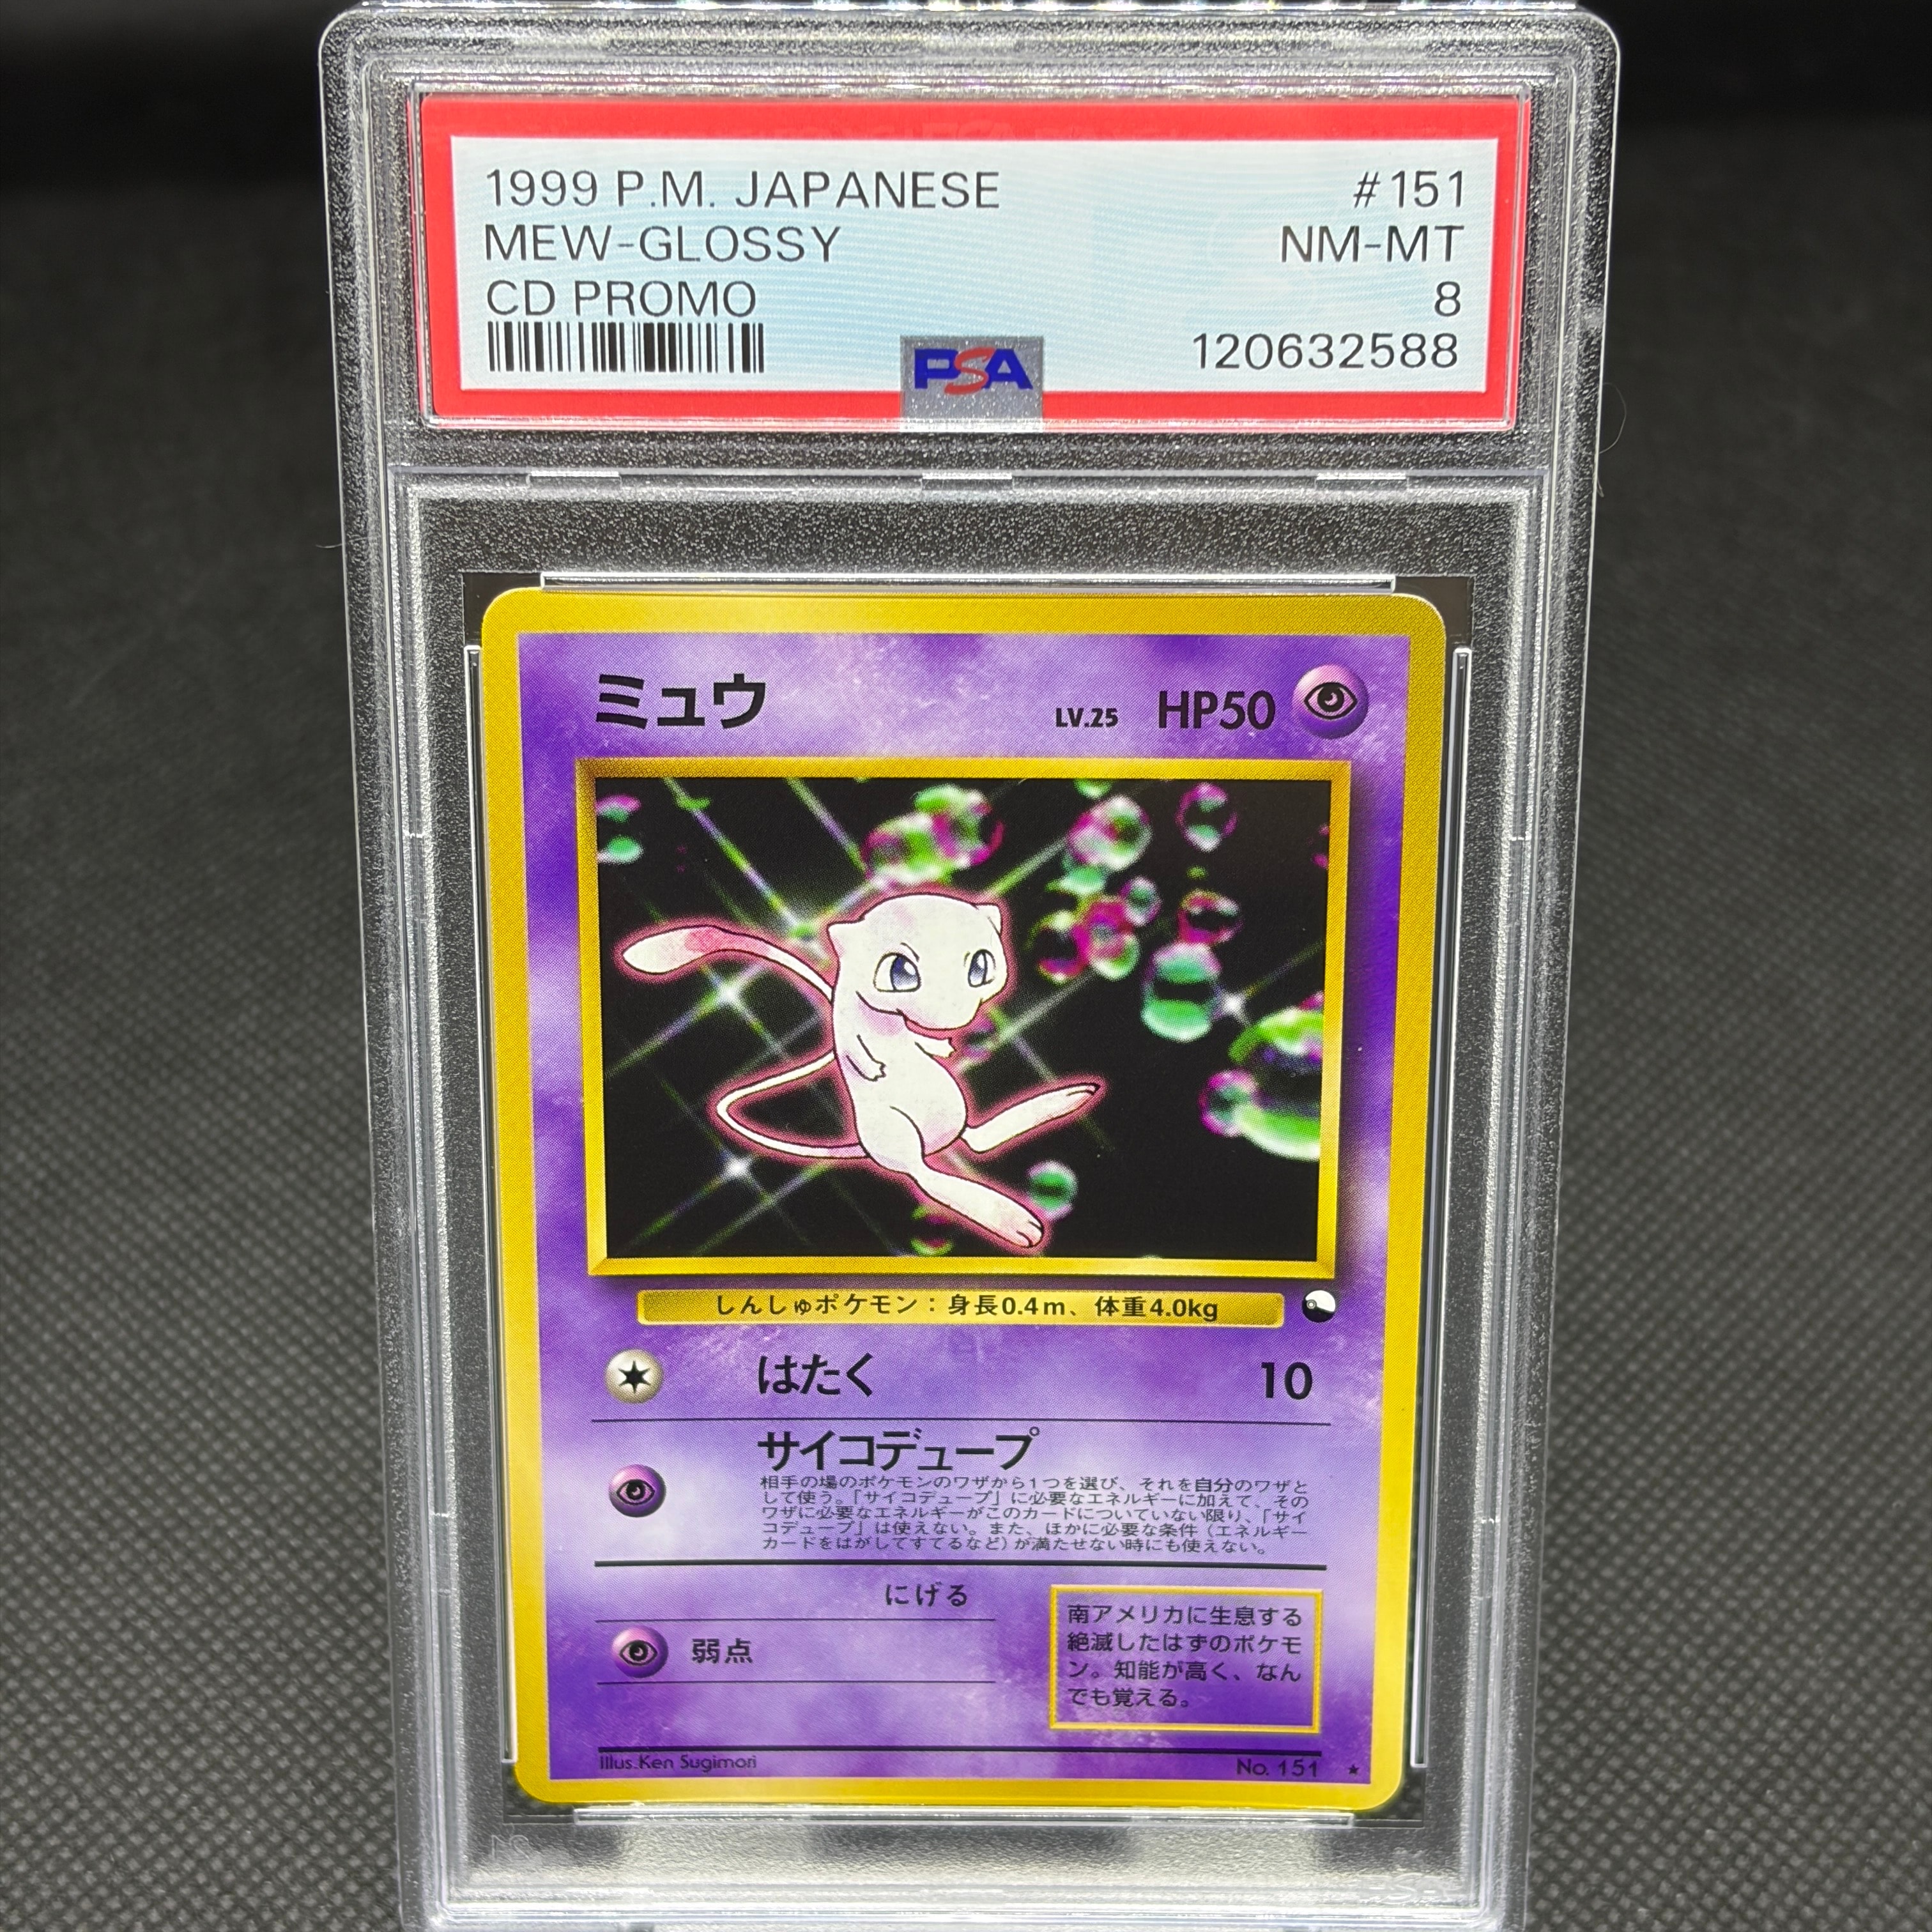 1999 P.M. JAPANESE #151
MEW-GLOSSY NM-MT
CD PROMO 8
PSA 120632588
ミュウ LV.25 HP50
しんしゅポケモン：身長0.4m、体重4.0kg
はたく 10
サイコデュープ
相手の場のポケモンのワザから1つを選び、それを自分のワザと
して使う。「サイコデュープ」に必要なエネルギーに加えて、その
ワザに必要なエネルギーがこのカードについていない限り、「サイ
コデュープ」は使えない。また、ほかに必要な条件（エネルギー
カードをはがしてすてるなど）が満たせない時にも使えない。
にげる
弱点
南アメリカに生息する
絶滅したはずのポケモ
ン。知能が高く、なん
でも覚える。
Illus.Ken Sugimori No. 151 ★